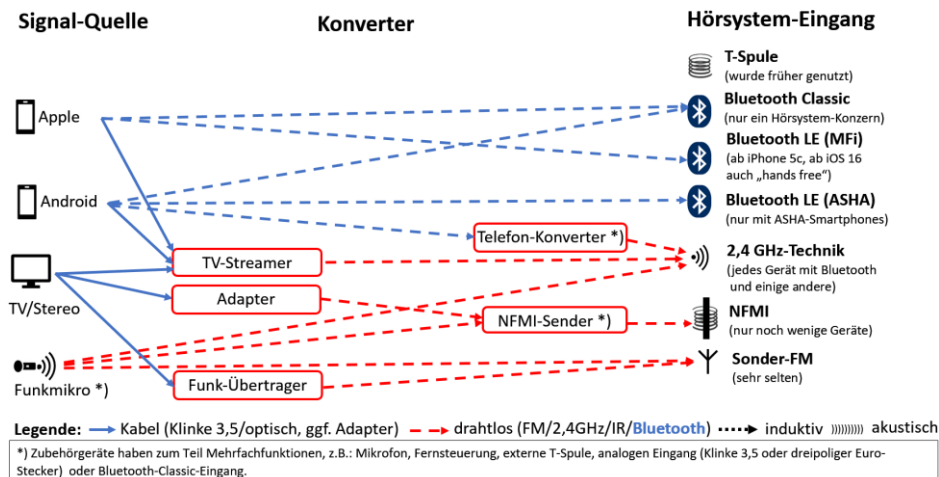 Signal-Quelle
Konverter
Hörsystem-Eingang
T-Spule
(wurde früher genutzt)
Apple
Bluetooth Classic
(nur ein Hörsystem-Konzern)
Bluetooth LE (MFi)
(ab iPhone 5c, ab iOS 16
auch „hands free")
Android
Bluetooth LE (ASHA)
(nur mit ASHA-Smartphones)
Telefon-Konverter *)
TV-Streamer
2,4 GHz-Technik
(jedes Gerät mit Bluetooth
und einige andere)
TV/Stereo
Adapter
NFMI-Sender *)
NFMI
(nur noch wenige Geräte)
Funkmikro *)
Funk-Übertrager
Sonder-FM
(sehr selten)
Legende: Kabel (Klinke 3,5/optisch, ggf. Adapter) drahtlos (FM/2,4GHz/IR/Bluetooth) induktiv akustisch
*) Zubehörgeräte haben zum Teil Mehrfachfunktionen, z.B.: Mikrofon, Fernsteuerung, externe T-Spule, analogen Eingang (Klinke 3,5 oder dreipoliger Euro-
Stecker) oder Bluetooth-Classic-Eingang.